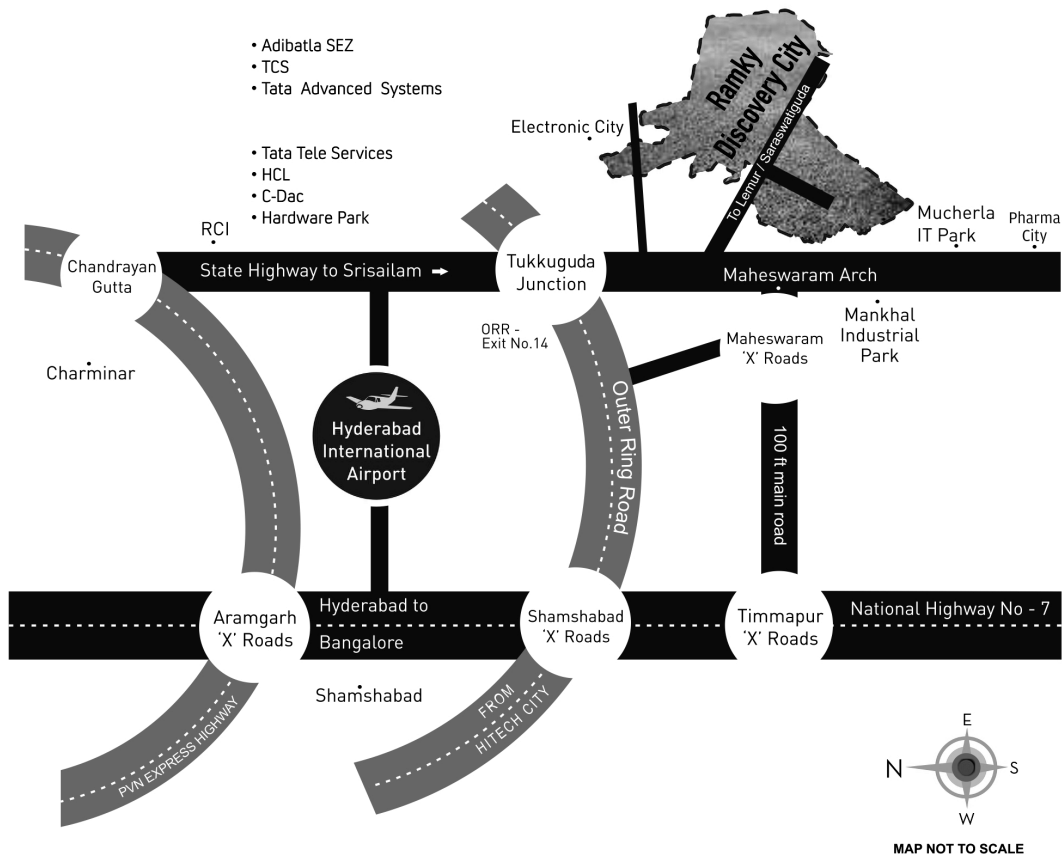 • Adibatla SEZ
• TCS
• Tata Advanced Systems
• Tata Tele Services
• HCL
• C-Dac
• Hardware Park
Ramky
Discovery City
To Lemur / Saraswatiguda
Electronic City
RCI
Mucherla
IT Park
Pharma
City
Chandrayan
Gutta
State Highway to Srisailam
Tukkuguda
Junction
Maheswaram Arch
ORR -
Exit No.14
Maheswaram
'X' Roads
Mankhal
Industrial
Park
Charminar
Hyderabad
International
Airport
Outer Ring Road
100 ft main road
Aramgarh
'X' Roads
Hyderabad to
Bangalore
Shamshabad
'X' Roads
Timmapur
'X' Roads
National Highway No - 7
Shamshabad
PVN EXPRESS HIGHWAY
FROM
HITECH CITY
E
N
S
W
MAP NOT TO SCALE